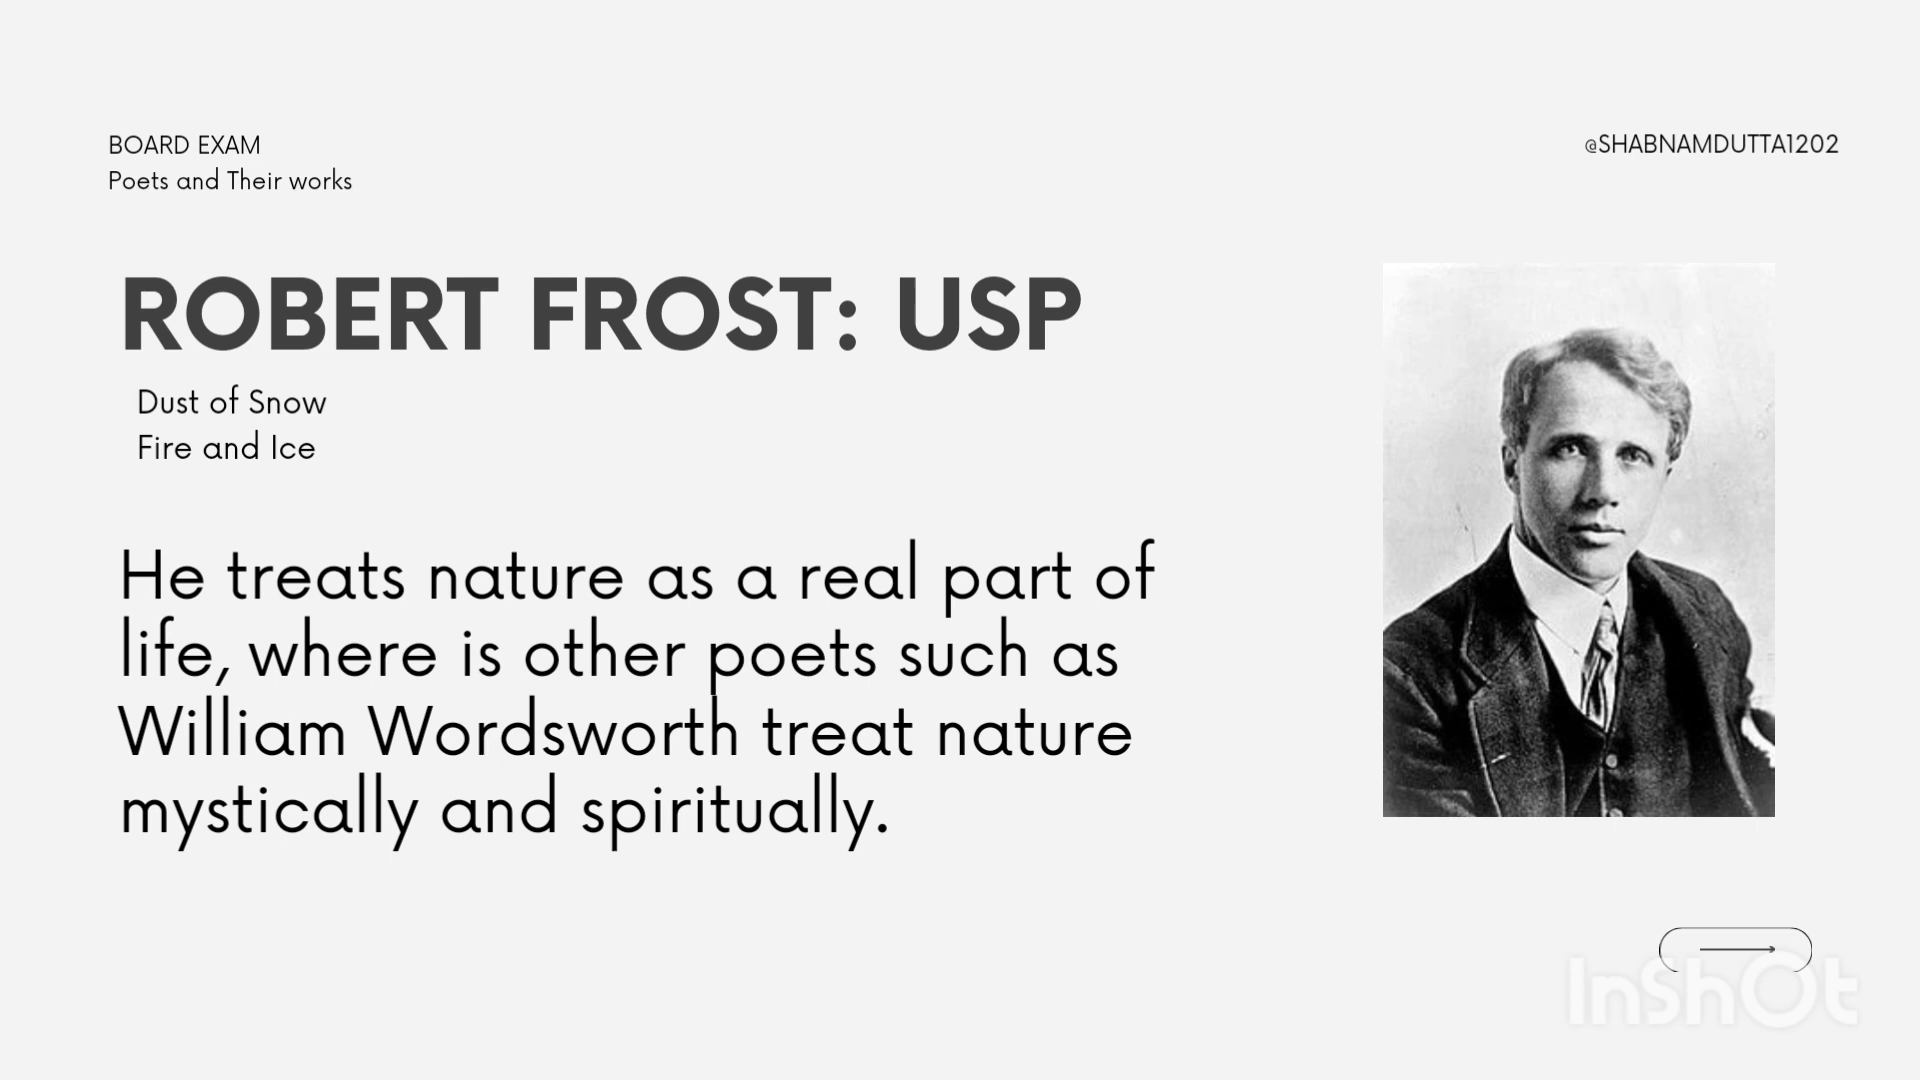 BOARD EXAM
Poets and Their works
@SHABNAMDUTTA1202
ROBERT FROST: USP
Dust of Snow
Fire and Ice
He treats nature as a real part of
life, where is other poets such as
William Wordsworth treat nature
mystically and spiritually.
InShOt